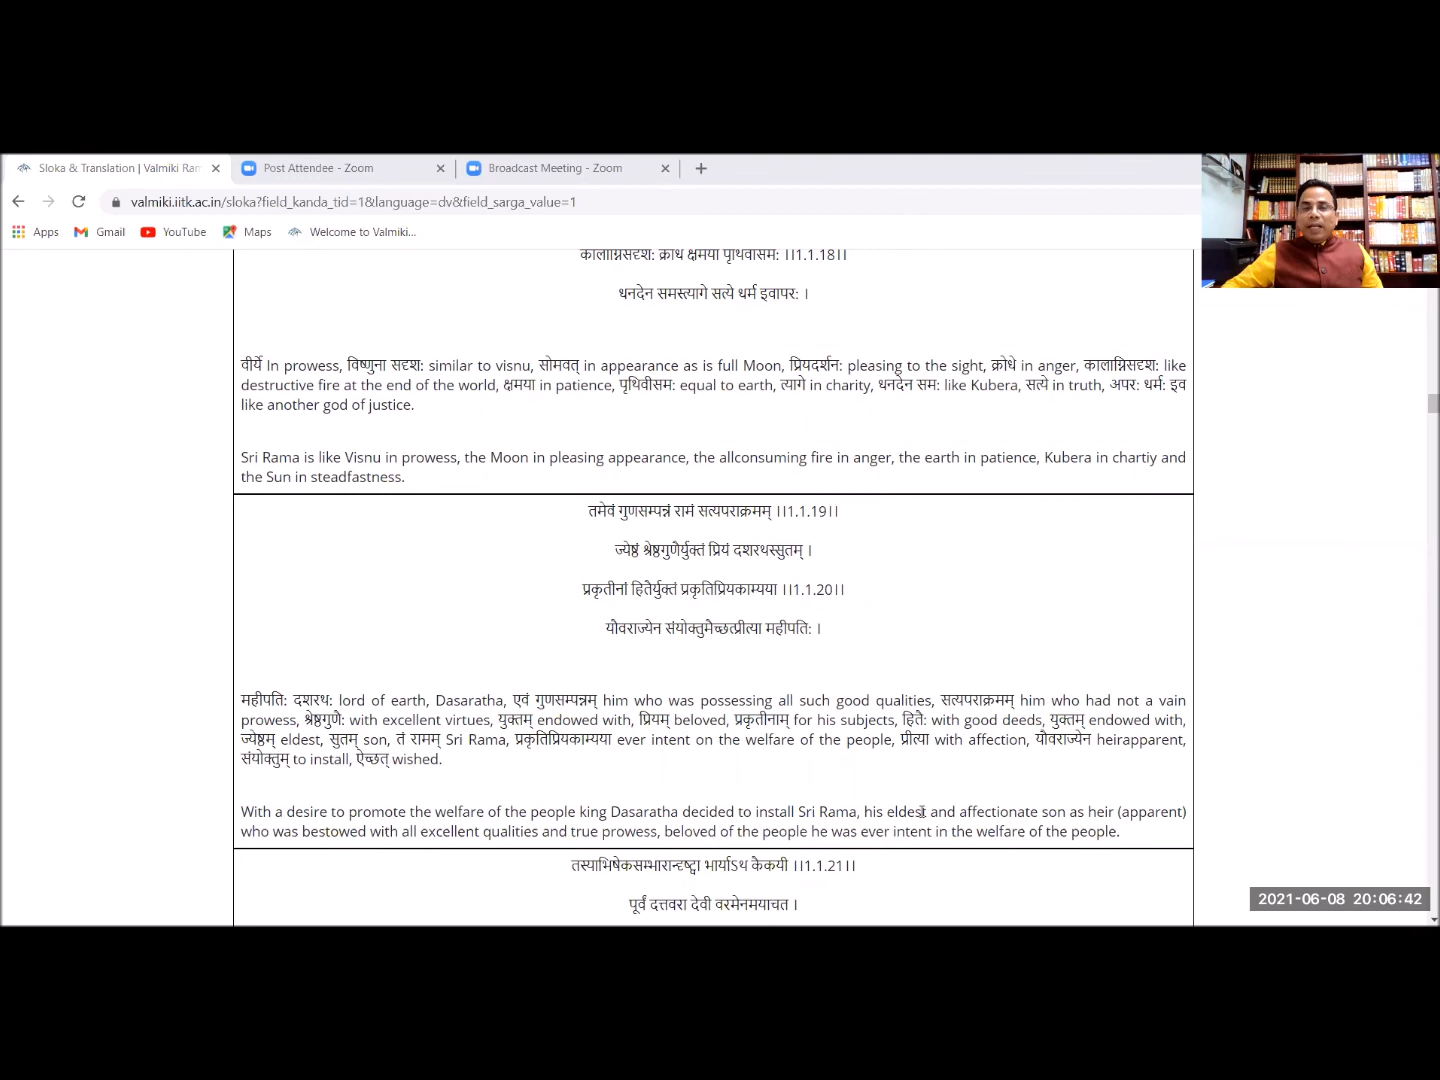 Sloka & Translation | Valmiki Ran
Post Attendee - Zoom
Broadcast Meeting - Zoom
valmiki.iitk.ac.in/sloka?field_kanda_tid=1&language=dv&field_sarga_value=1
Apps Gmail YouTube Maps Welcome to Valmiki...
कालाग्निसदृश: क्रोधे क्षमया पृथिवीसम: ।।1.1.18।।
धनदेन समस्त्यागे सत्ये धर्म इवापर: ।
वीर्ये In prowess, विष्णुना सदृश: similar to visnu, सोमवत् in appearance as is full Moon, प्रियदर्शन: pleasing to the sight, क्रोधे in anger, कालाग्निसदृश: like
destructive fire at the end of the world, क्षमया in patience, पृथिवीसम: equal to earth, त्यागे in charity, धनदेन सम: like Kubera, सत्ये in truth, अपर: धर्म: इव
like another god of justice.
Sri Rama is like Visnu in prowess, the Moon in pleasing appearance, the allconsuming fire in anger, the earth in patience, Kubera in chartiy and
the Sun in steadfastness.
तमेवं गुणसम्पन्नं रामं सत्यपराक्रमम् ।।1.1.19।।
ज्येष्ठं श्रेष्ठगुणैर्युक्तं प्रियं दशरथस्सुतम् ।
प्रकृतीनां हितैर्युक्तं प्रकृतिप्रियकाम्यया ।।1.1.20।।
यौवराज्येन संयोक्तुमैच्छत्प्रीत्या महीपति: ।
महीपति: दशरथ: lord of earth, Dasaratha, एवं गुणसम्पन्नम् him who was possessing all such good qualities, सत्यपराक्रमम् him who had not a vain
prowess, श्रेष्ठगुणै: with excellent virtues, युक्तम् endowed with, प्रियम् beloved, प्रकृतीनाम् for his subjects, हितै: with good deeds, युक्तम् endowed with,
ज्येष्ठम् eldest, सुतम् son, तं रामम् Sri Rama, प्रकृतिप्रियकाम्यया ever intent on the welfare of the people, प्रीत्या with affection, यौवराज्येन heirapparent,
संयोक्तुम् to install, ऐच्छत् wished.
With a desire to promote the welfare of the people king Dasaratha decided to install Sri Rama, his eldest and affectionate son as heir (apparent)
who was bestowed with all excellent qualities and true prowess, beloved of the people he was ever intent in the welfare of the people.
तस्याभिषेकसम्भारान्दृष्ट्वा भार्याऽथ कैकयी ।।1.1.21।।
पूर्वं दत्तवरा देवी वरमेनमयाचत ।
2021-06-08 20:06:42